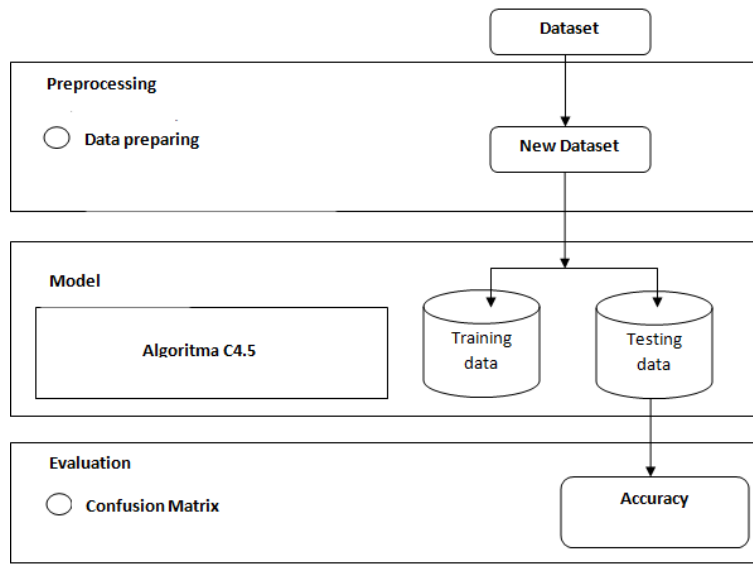 Dataset
Preprocessing
Data preparing
New Dataset
Model
Algoritma C4.5
Training
data
Testing
data
Evaluation
Confusion Matrix
Accuracy